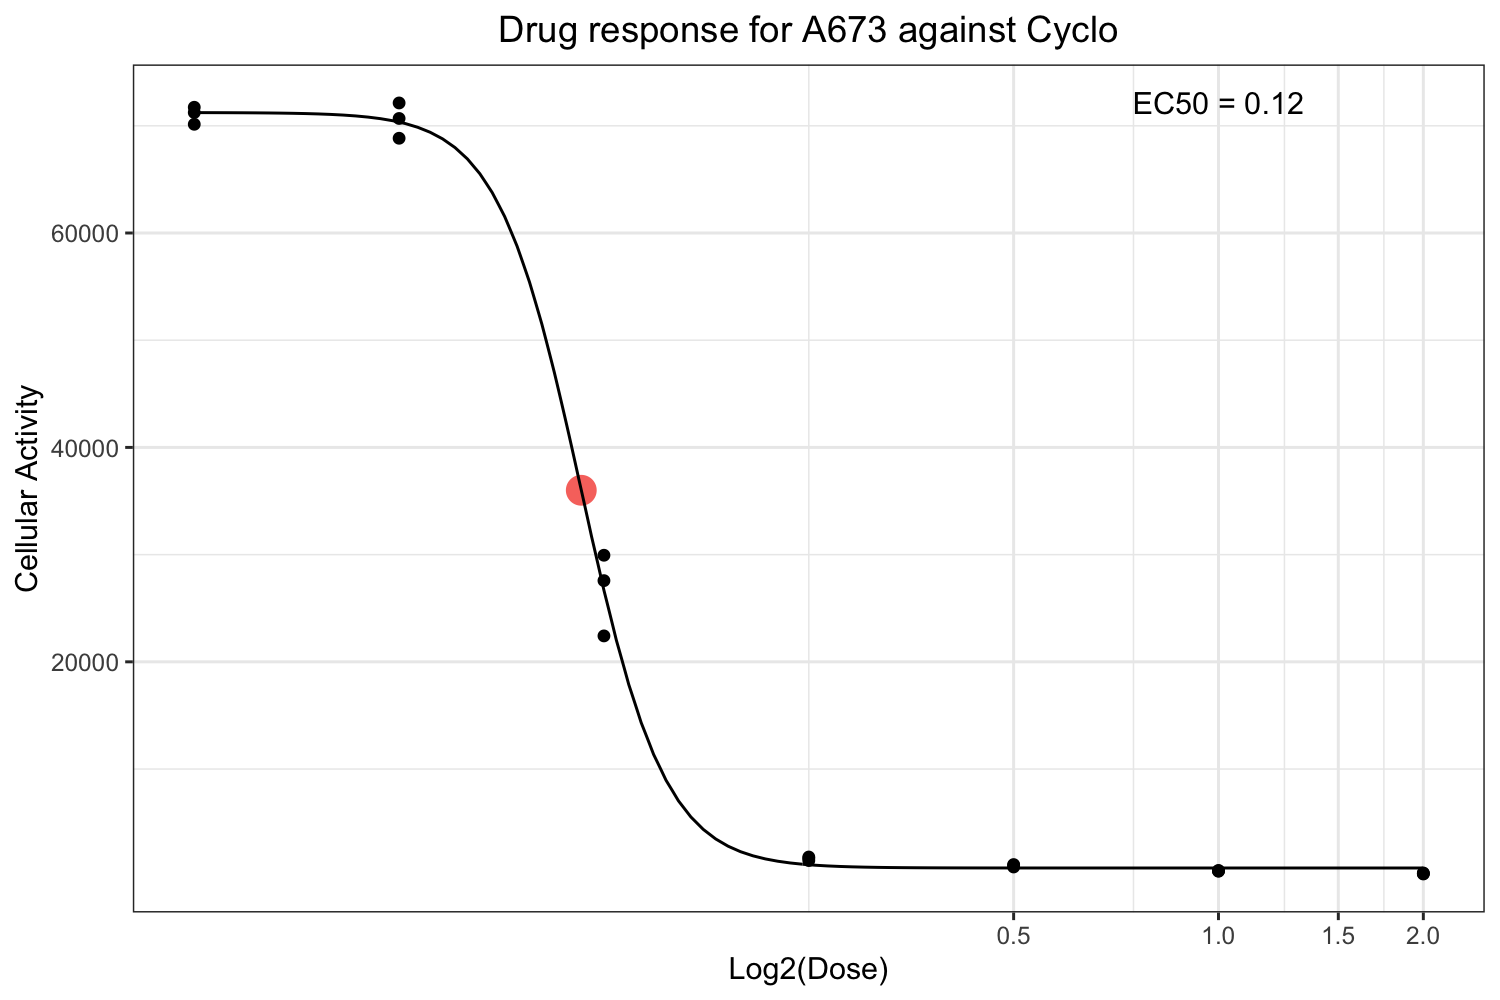 Drug response for A673 against Cyclo
EC50 = 0.12
60000
40000
20000
Cellular Activity
0.5
1.0
1.5
2.0
Log2(Dose)